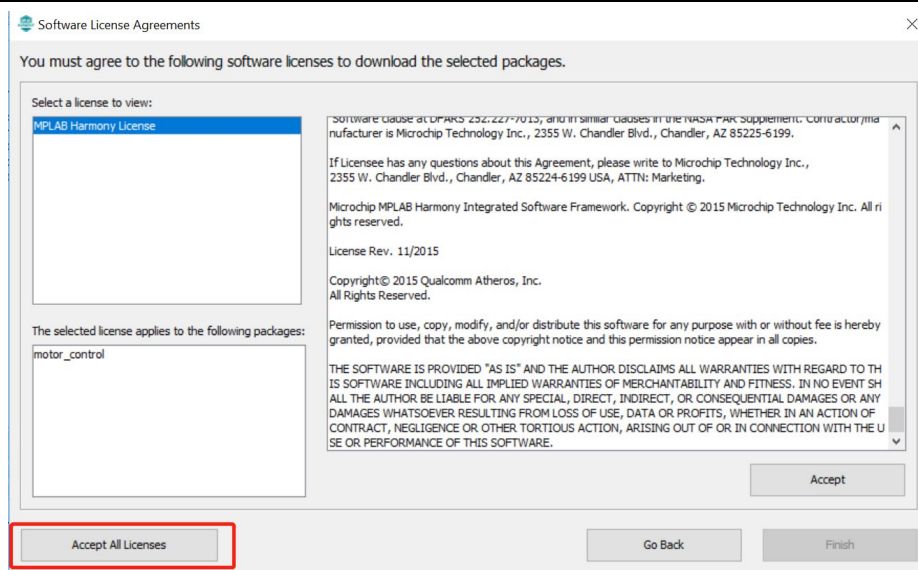 Software License Agreements
You must agree to the following software licenses to download the selected packages.
Select a license to view:
MPLAB Harmony License
Software clause at DFARS 252.227-7013, and in similar clauses in the NASA FAR Supplement. Contractor/ma
nufacturer is Microchip Technology Inc., 2355 W. Chandler Blvd., Chandler, AZ 85225-6199.
If Licensee has any questions about this Agreement, please write to Microchip Technology Inc.,
2355 W. Chandler Blvd., Chandler, AZ 85224-6199 USA, ATTN: Marketing.
Microchip MPLAB Harmony Integrated Software Framework. Copyright © 2015 Microchip Technology Inc. All ri
ghts reserved.
License Rev. 11/2015
Copyright© 2015 Qualcomm Atheros, Inc.
All Rights Reserved.
Permission to use, copy, modify, and/or distribute this software for any purpose with or without fee is hereby
granted, provided that the above copyright notice and this permission notice appear in all copies.
THE SOFTWARE IS PROVIDED "AS IS" AND THE AUTHOR DISCLAIMS ALL WARRANTIES WITH REGARD TO TH
IS SOFTWARE INCLUDING ALL IMPLIED WARRANTIES OF MERCHANTABILITY AND FITNESS. IN NO EVENT SH
ALL THE AUTHOR BE LIABLE FOR ANY SPECIAL, DIRECT, INDIRECT, OR CONSEQUENTIAL DAMAGES OR ANY
DAMAGES WHATSOEVER RESULTING FROM LOSS OF USE, DATA OR PROFITS, WHETHER IN AN ACTION OF
CONTRACT, NEGLIGENCE OR OTHER TORTIOUS ACTION, ARISING OUT OF OR IN CONNECTION WITH THE U
SE OR PERFORMANCE OF THIS SOFTWARE.
The selected license applies to the following packages:
motor_control
Accept
Accept All Licenses
Go Back
Finish